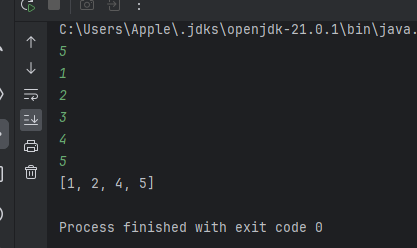 C:\Users\Apple\.jdks\openjdk-21.0.1\bin\java.
5
1
2
3
4
5
[1, 2, 4, 5]
Process finished with exit code 0